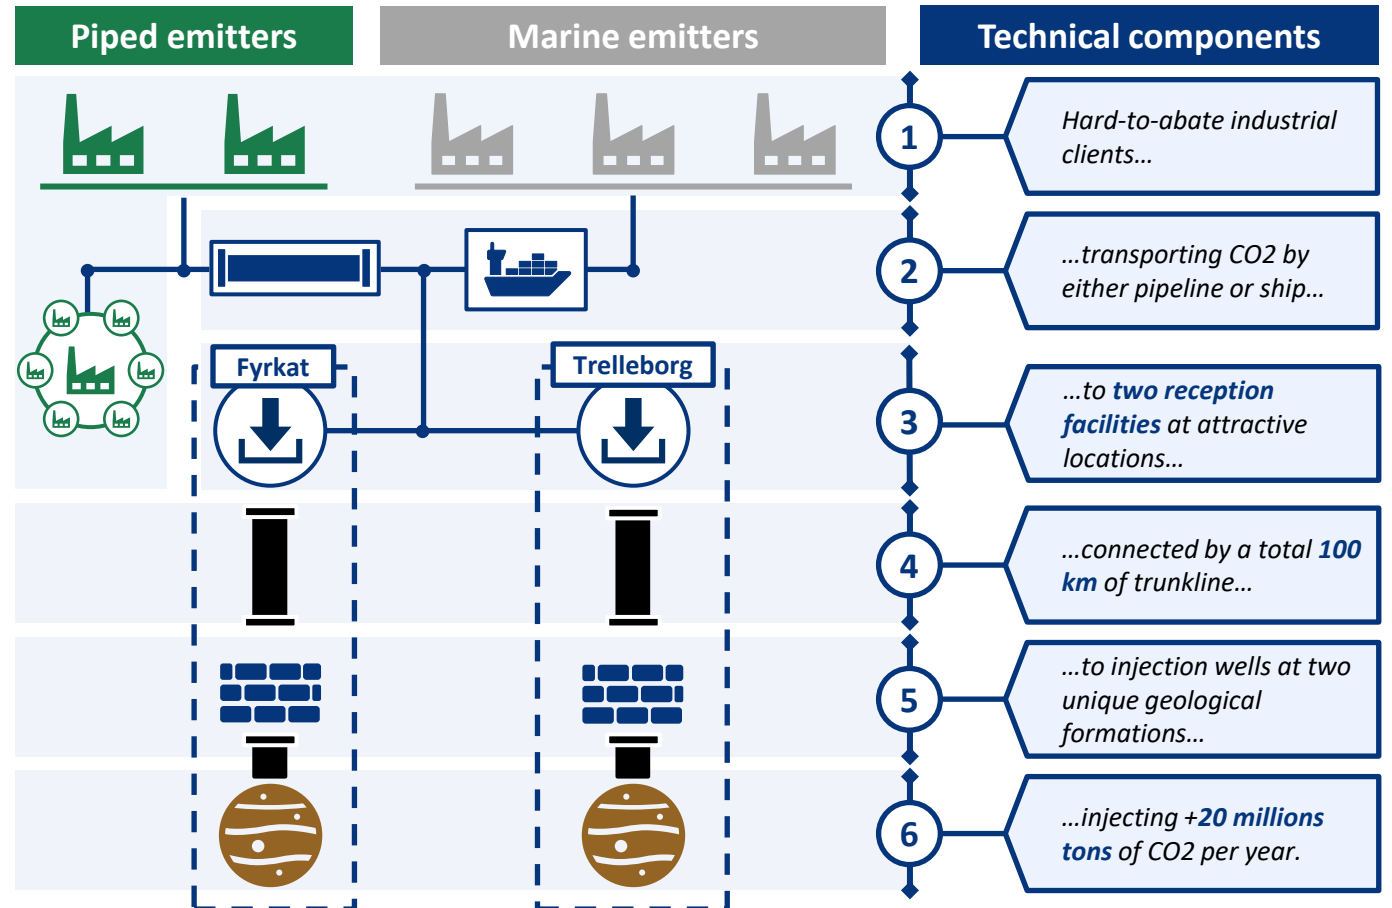 Piped emitters
Marine emitters
Technical components
1
Hard-to-abate industrial
clients…
2
…transporting CO2 by
either pipeline or ship…
Fyrkat
Trelleborg
3
…to two reception
facilities at attractive
locations…
4
…connected by a total 100
km of trunkline…
5
…to injection wells at two
unique geological
formations…
6
…injecting +20 millions
tons of CO2 per year.